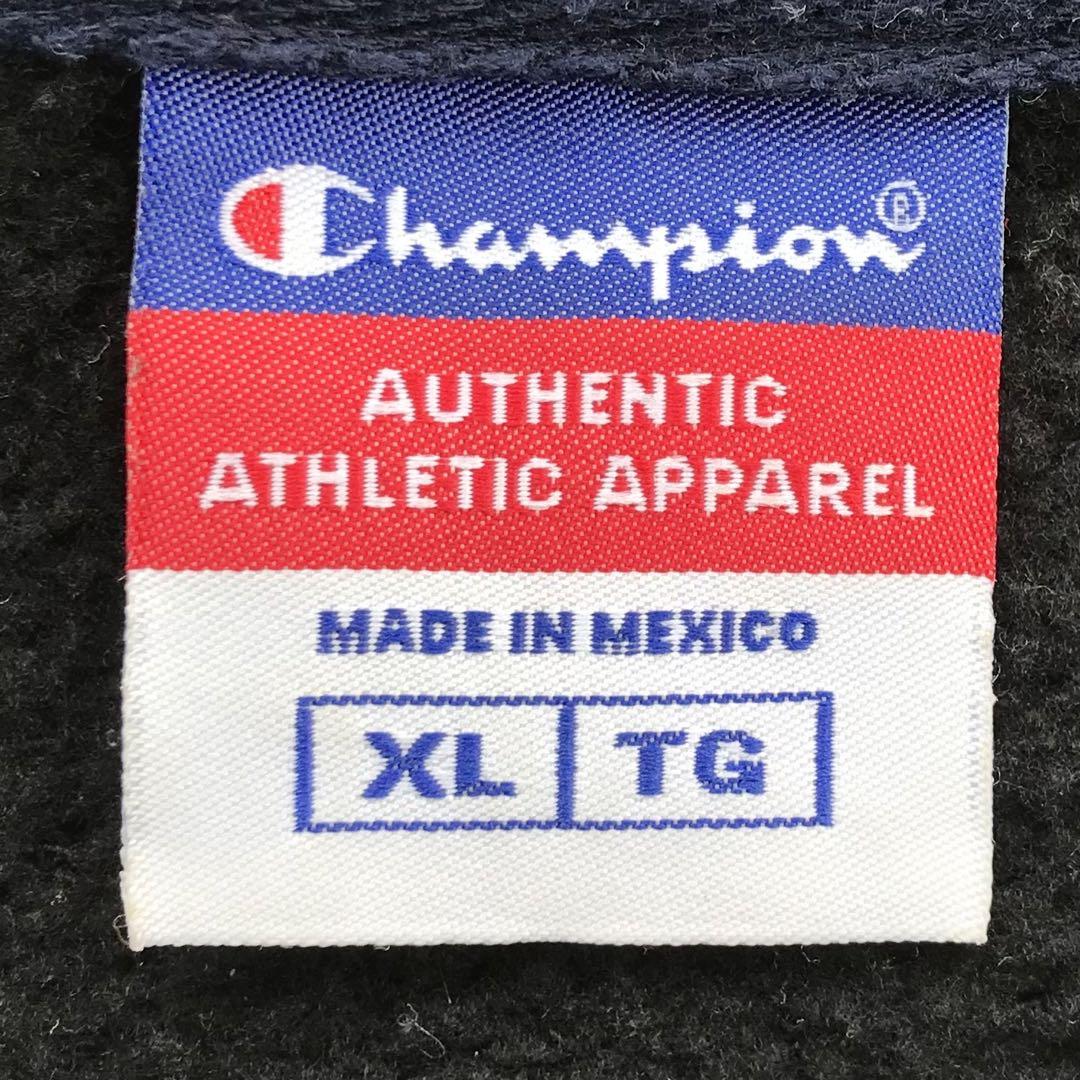 Champion®
AUTHENTIC
ATHLETIC APPAREL
MADE IN MEXICO
XL TG